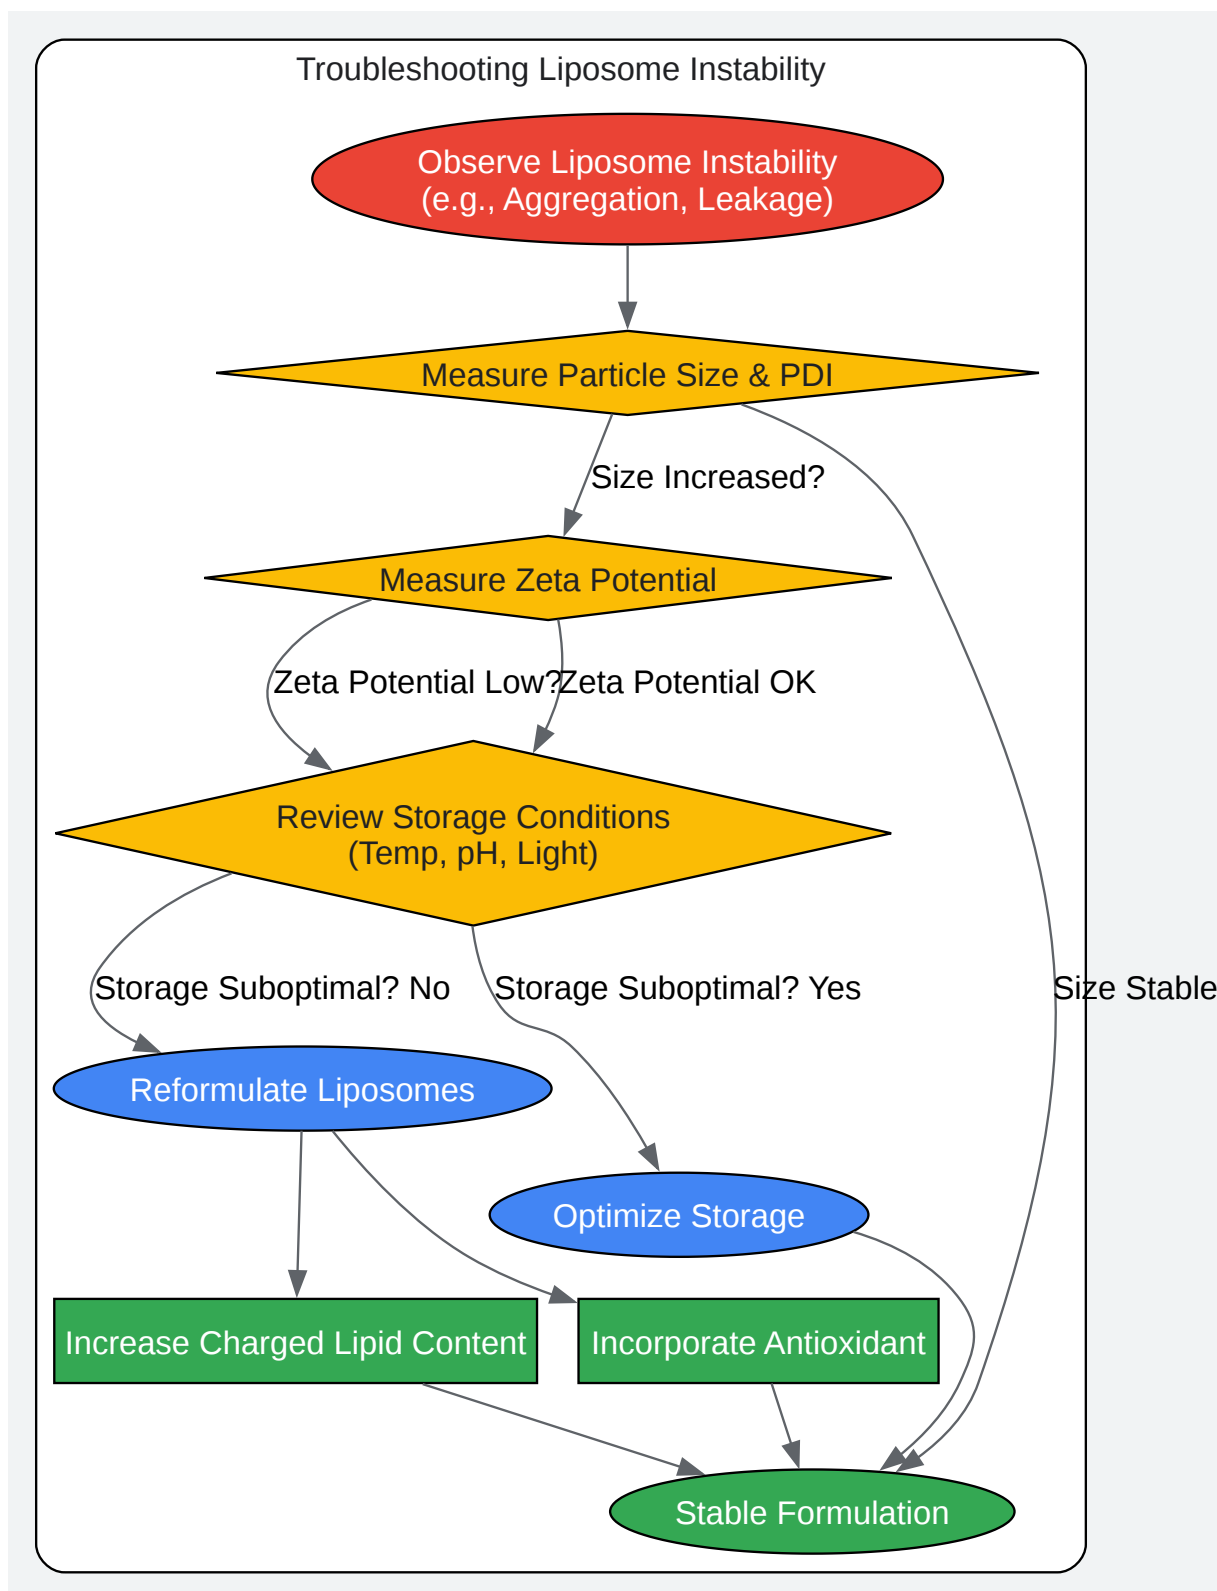 Troubleshooting Liposome Instability
Observe Liposome Instability
(e.g., Aggregation, Leakage)
Measure Particle Size & PDI
Size Increased?
Measure Zeta Potential
Zeta Potential Low?
Zeta Potential OK
Review Storage Conditions
(Temp, pH, Light)
Storage Suboptimal? No
Storage Suboptimal? Yes
Size Stable
Reformulate Liposomes
Optimize Storage
Increase Charged Lipid Content
Incorporate Antioxidant
Stable Formulation